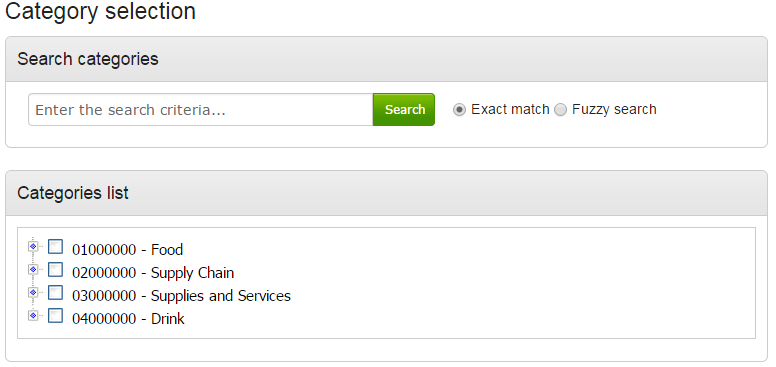 Category selection
Search categories
Enter the search criteria... Search Exact match Fuzzy search
Categories list
01000000 - Food
02000000 - Supply Chain
03000000 - Supplies and Services
04000000 - Drink